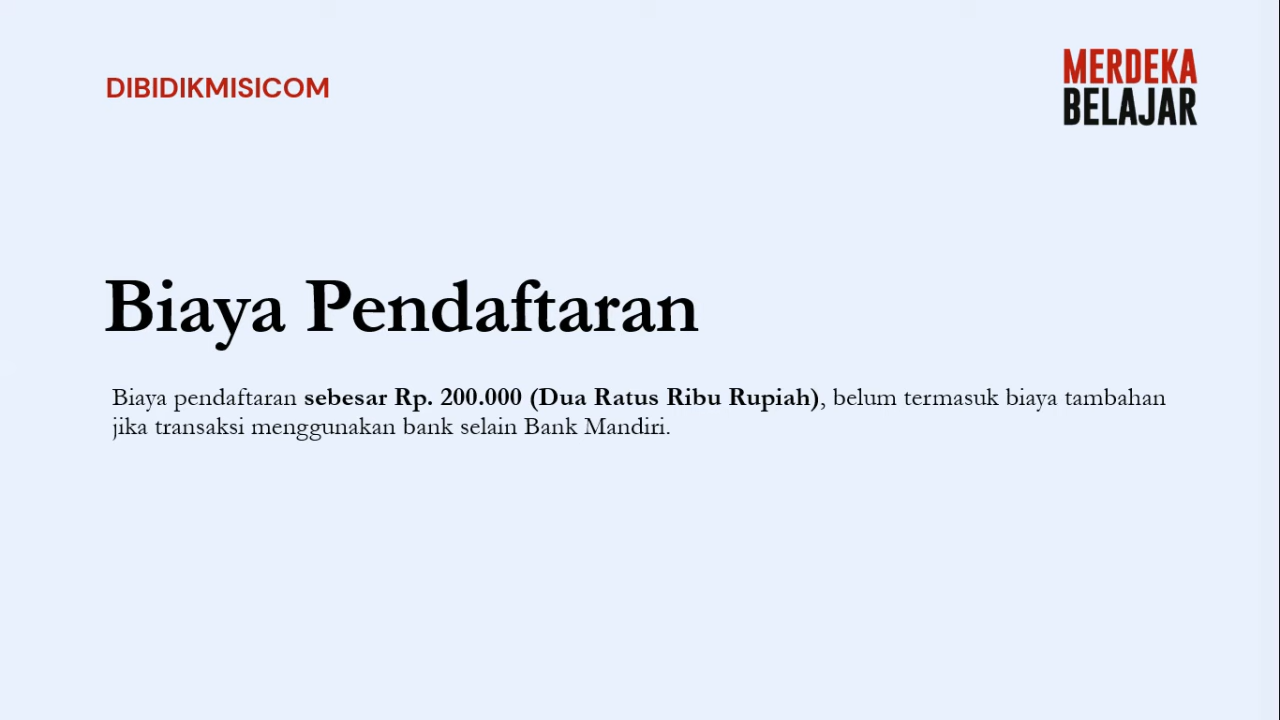 DIBIDIKMISICOM
MERDEKA
BELAJAR
Biaya Pendaftaran
Biaya pendaftaran sebesar Rp. 200.000 (Dua Ratus Ribu Rupiah), belum termasuk biaya tambahan
jika transaksi menggunakan bank selain Bank Mandiri.